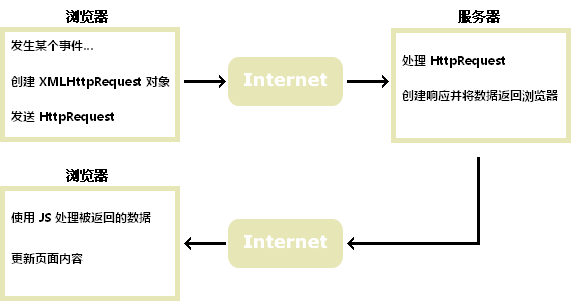 浏览器
发生某个事件...
创建 XMLHttpRequest 对象
发送 HttpRequest
Internet
服务器
处理 HttpRequest
创建响应并将数据返回浏览器
浏览器
使用 JS 处理被返回的数据
更新页面内容
Internet